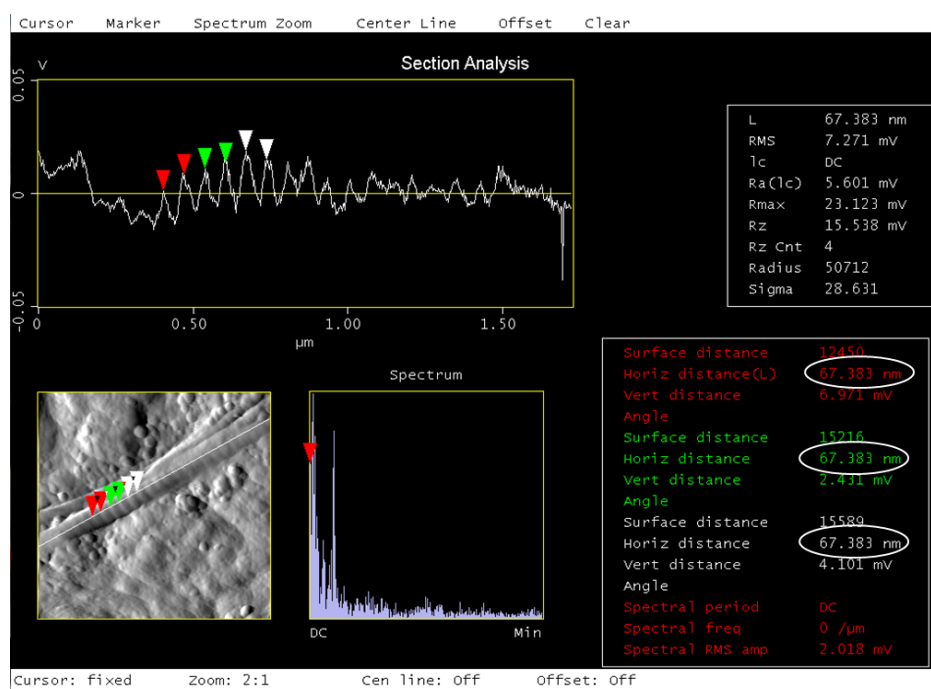 Cursor Marker Spectrum Zoom Center Line Offset Clear
V Section Analysis
0.05
0
-0.05
0 0.50 1.00 1.50
µm
L 67.383 nm
RMS 7.271 mV
lc DC
Ra(lc) 5.601 mV
Rmax 23.123 mV
Rz 15.538 mV
Rz Cnt 4
Radius 50712
Sigma 28.631
Spectrum
DC Min
Surface distance 12450
Horiz distance(L) 67.383 nm
Vert distance 6.971 mV
Angle
Surface distance 15216
Horiz distance 67.383 nm
Vert distance 2.431 mV
Angle
Surface distance 15589
Horiz distance 67.383 nm
Vert distance 4.101 mV
Angle
Spectral period DC
Spectral freq 0 /µm
Spectral RMS amp 2.018 mV
Cursor: fixed Zoom: 2:1 Cen line: Off Offset: Off